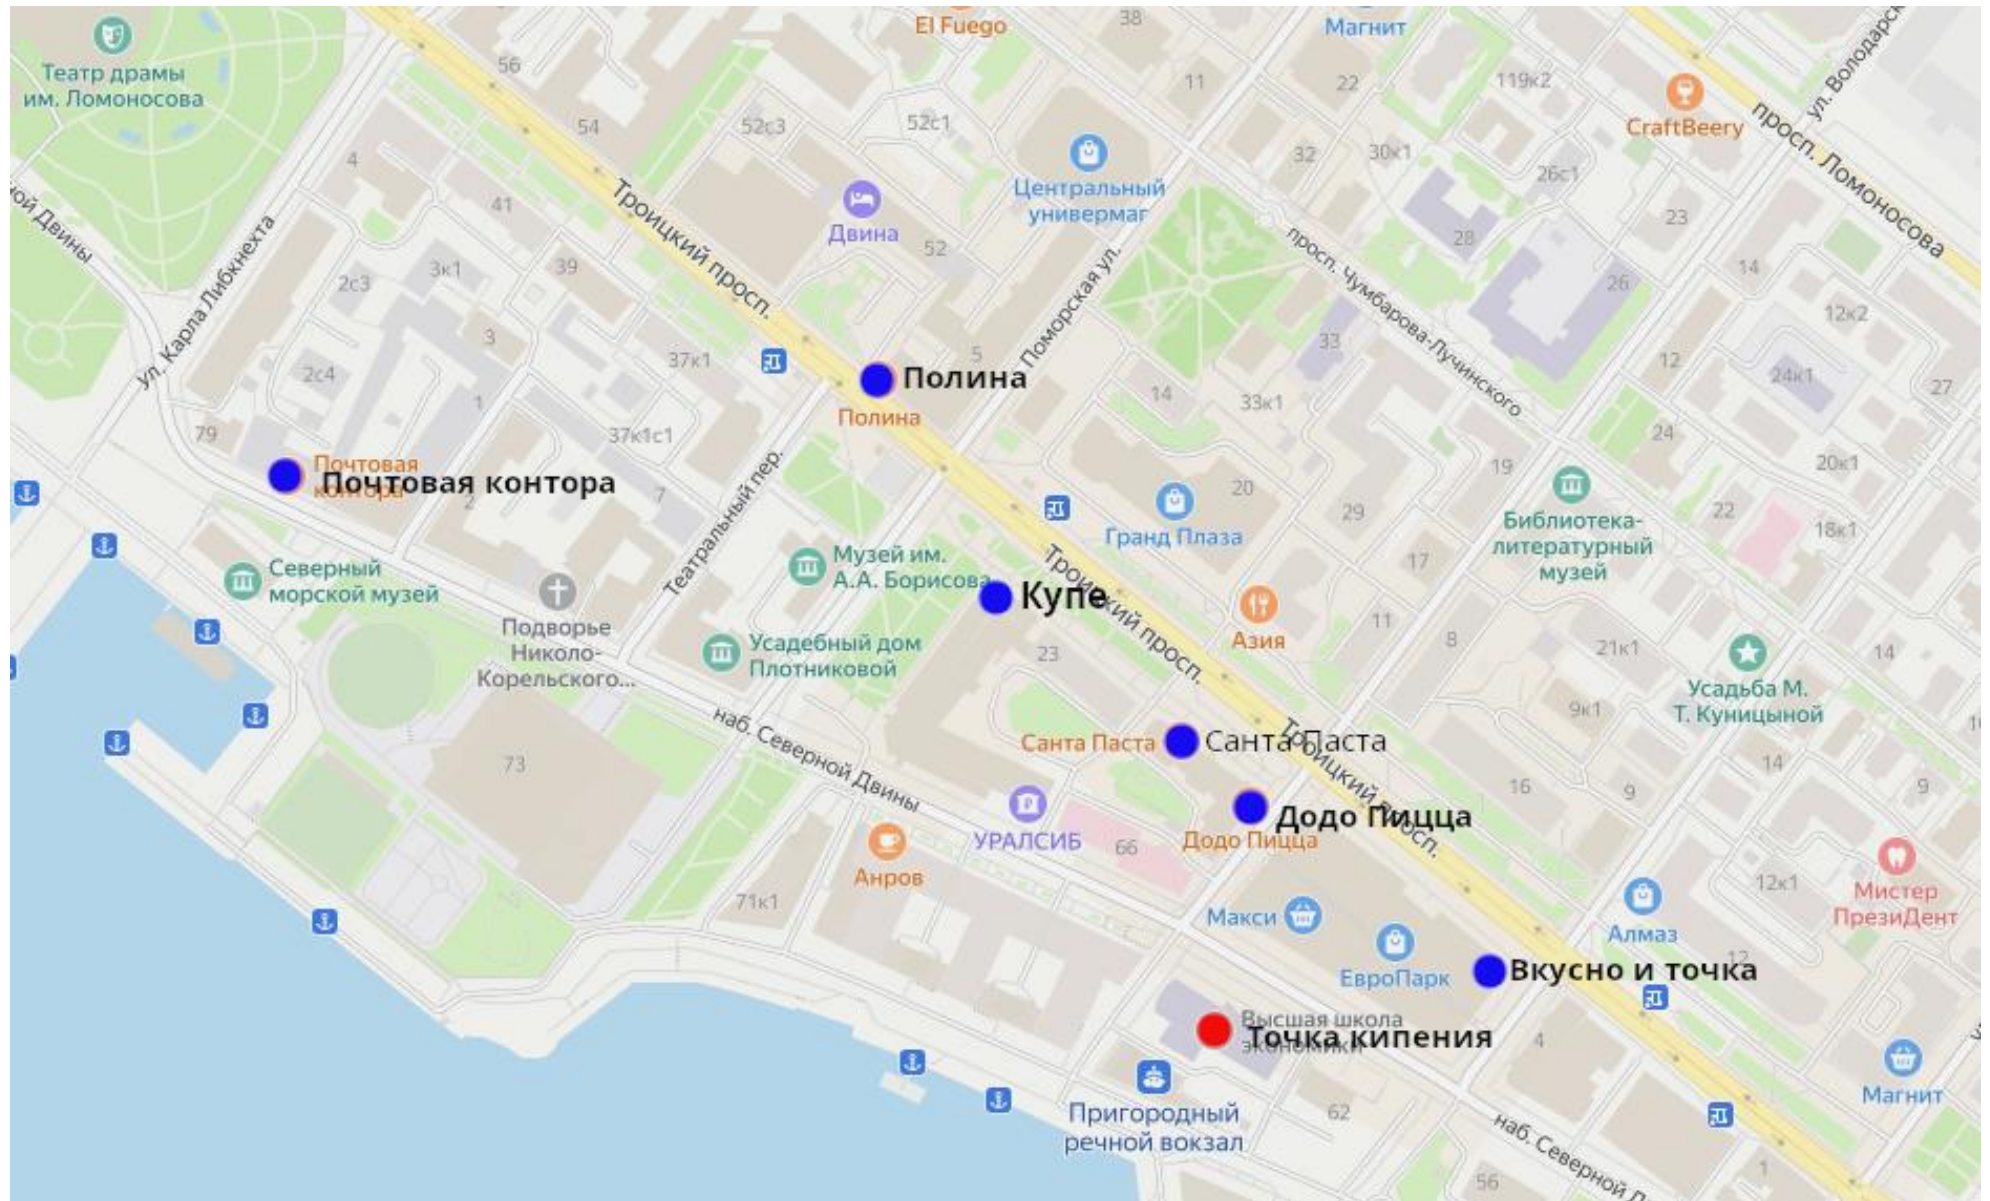 El Fuego
38
Магнит
ул. Володарск
Театр драмы
им. Ломоносова
56
11
22
119к2
CraftBeery
просп. Ломоносова
54
52с3
52с1
4
Центральный
универмаг
32
30к1
26с1
ной Двины
ул. Карла Либкнехта
41
Троицкий просп.
Двина
52
28
23
Поморская ул.
просп. Чумбарова-Лучинского
2с3
3к1
39
26
14
12к2
3
37к1
5
33
12
24к1
27
2с4
Полина
Полина
14
33к1
1
79
37к1с1
24
Почтовая
контора
Почтовая контора
2
7
Театральный пер.
20
19
20к1
Гранд Плаза
29
22
18к1
Библиотека-
литературный
музей
Северный
морской музей
Музей им.
А.А. Борисова
Купе
Троицкий просп.
17
Азия
11
8
21к1
14
Подворье
Николо-
Корельского...
Усадебный дом
Плотниковой
23
Усадьба М.
Т. Куницыной
9к1
наб. Северной Двины
Санта Паста
Санта Паста
Троицкий просп.
73
14
16
9
9
УРАЛСИБ
66
Додо Пицца
Додо Пицца
Анров
71к1
Макси
12к1
Мистер
ПрезиДент
Алмаз
12
ЕвроПарк
Вкусно и точка
Высшая школа
экономики
Точка кипения
4
Пригородный
речной вокзал
62
Магнит
наб. Северной Д
56
1